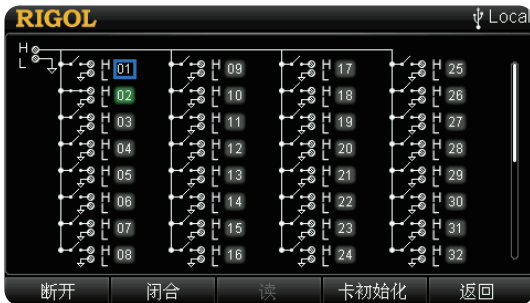 RIGOL Local
H
L
H 01 H 09 H 17 H 25
L L L L
H 02 H 10 H 18 H 26
L L L L
H 03 H 11 H 19 H 27
L L L L
H 04 H 12 H 20 H 28
L L L L
H 05 H 13 H 21 H 29
L L L L
H 06 H 14 H 22 H 30
L L L L
H 07 H 15 H 23 H 31
L L L L
H 08 H 16 H 24 H 32
L L L L
断开 闭合 读 卡初始化 返回